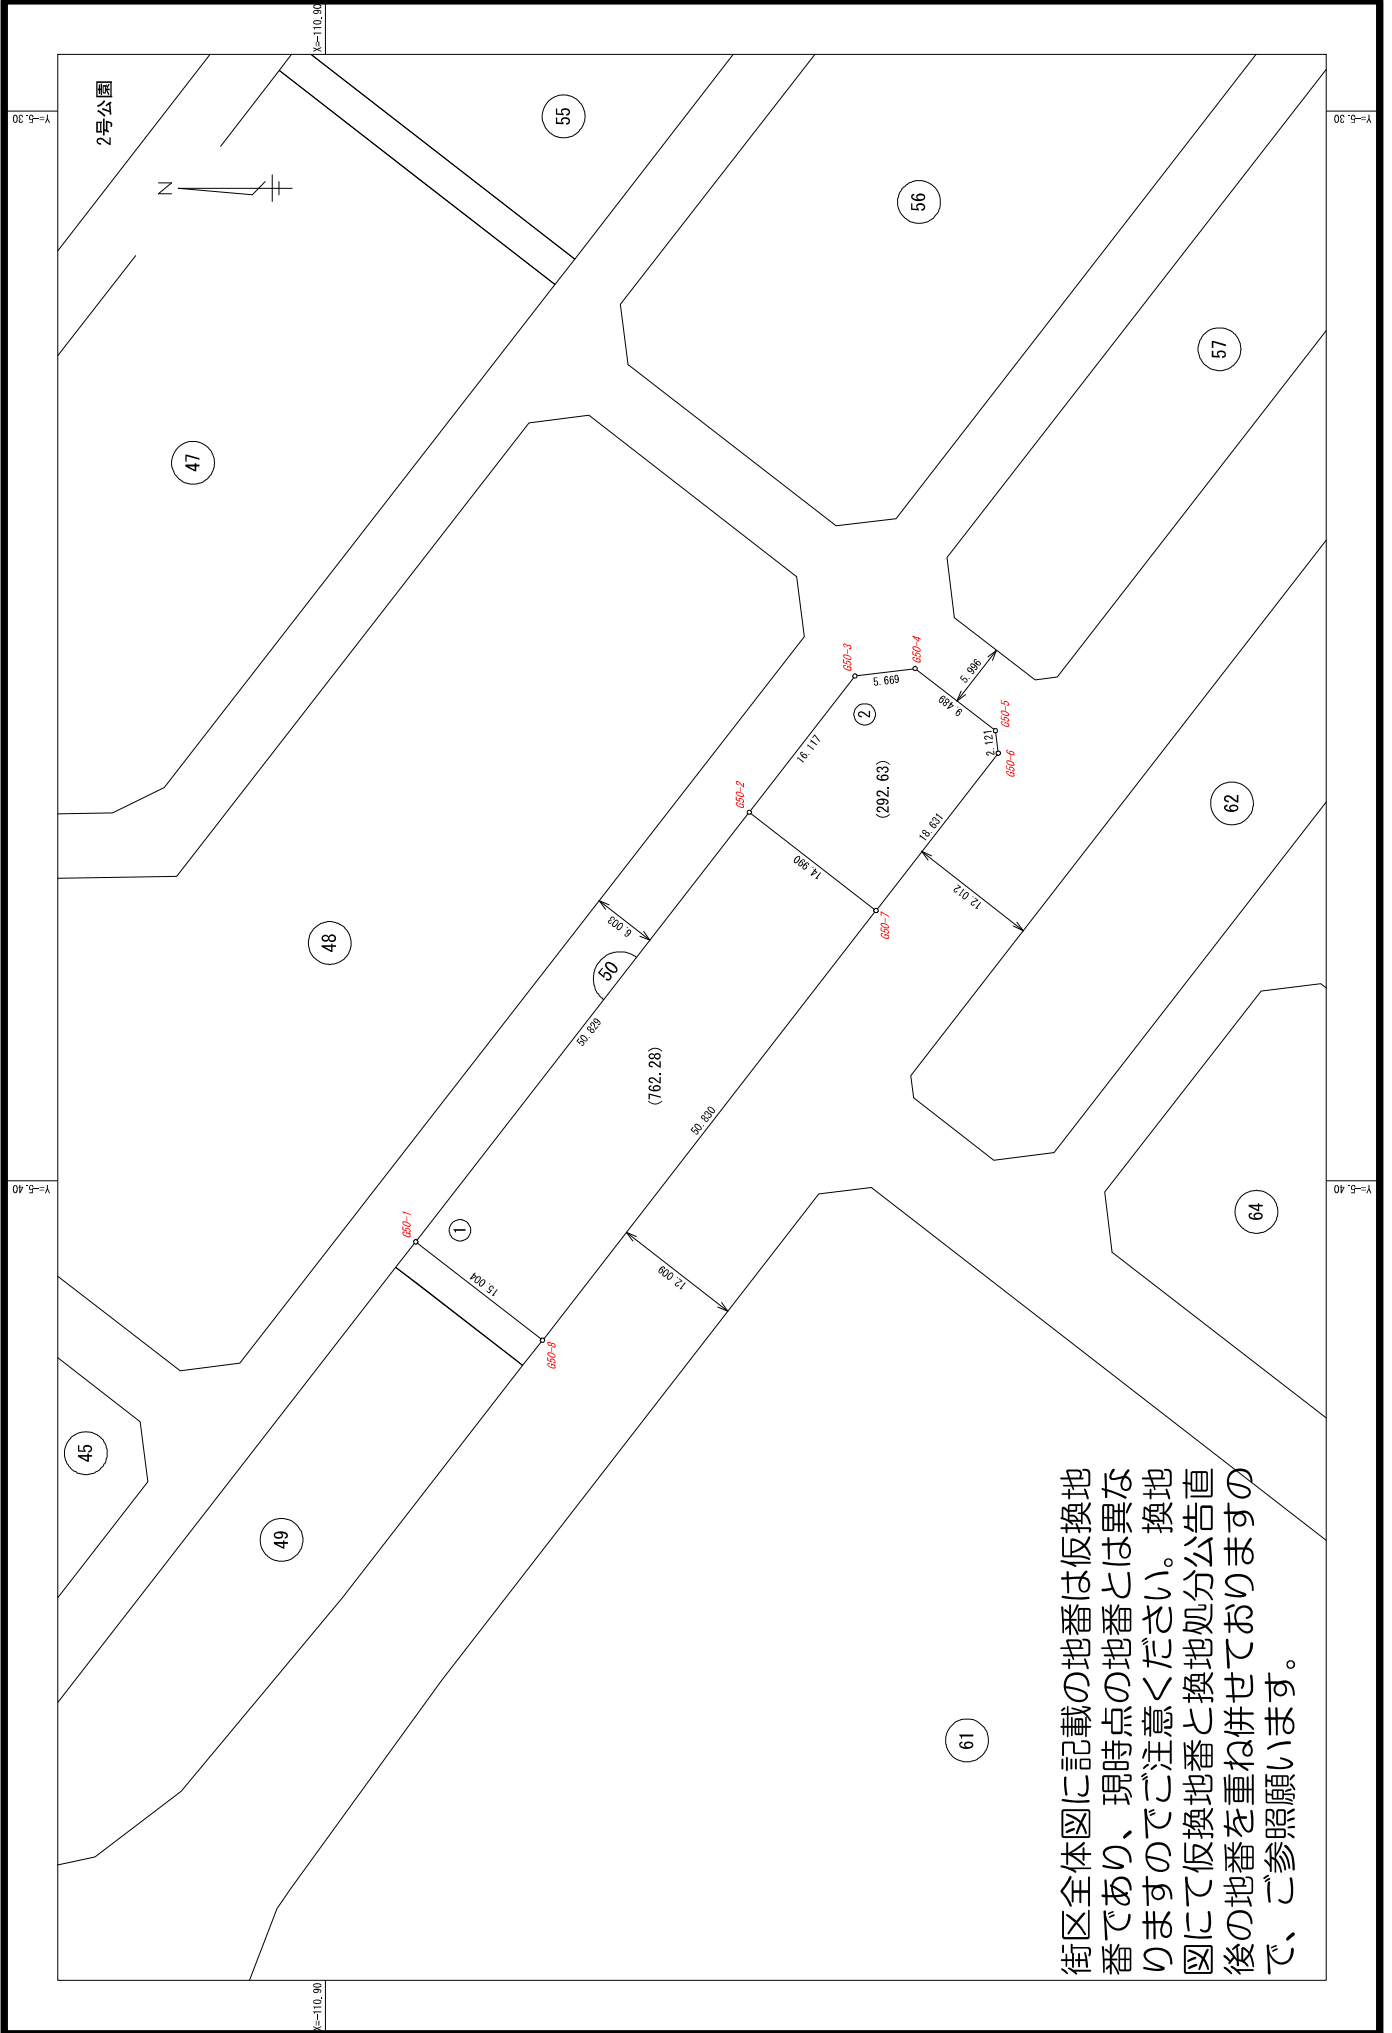 X=-110.90
Y=-5.30
Y=-5.30
2号公園
N
55
56
47
57
G50-3
G50-4
5.669
5.996
9.489
②
G50-5
2.121
G50-6
16.117
(292.63)
G50-2
18.631
62
14.990
12.012
G50-7
48
6.003
50
50.829
(762.28)
50.830
Y=-5.40
Y=-5.40
G50-1
①
64
15.004
12.009
G50-8
45
49
61
X=-110.90
街区全体図に記載の地番は仮換地
番であり、現時点の地番とは異な
りますのでご注意ください。換地
図にて仮換地番と換地処分公告直
後の地番を重ね併せておりますの
で、ご参照願います。